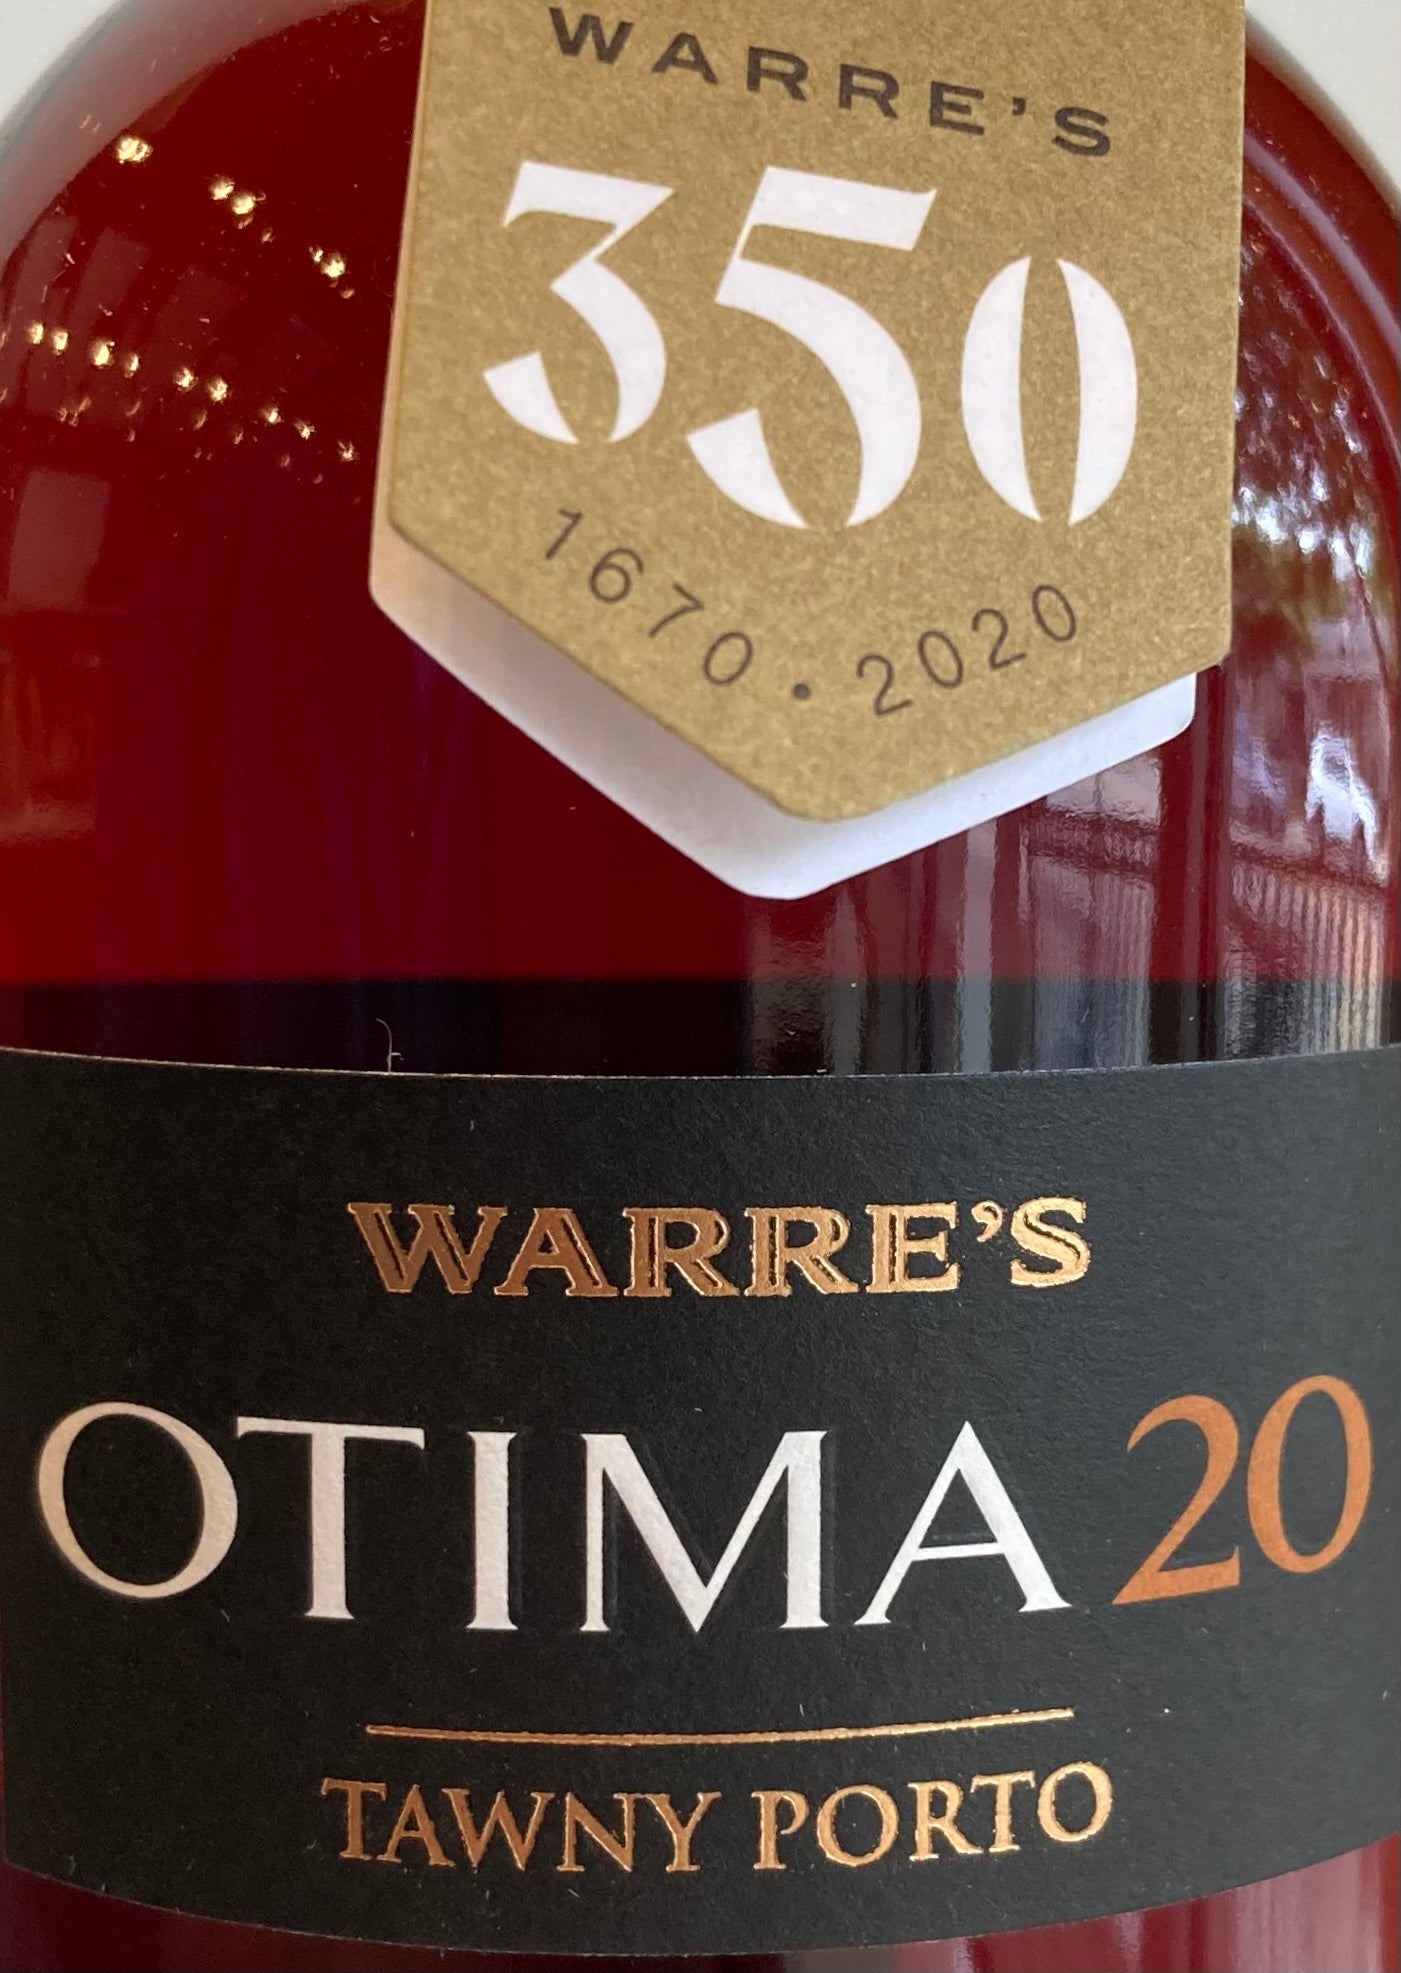 WARRE'S
350
1670 • 2020
WARRE'S
OTIMA 20
TAWNY PORTO